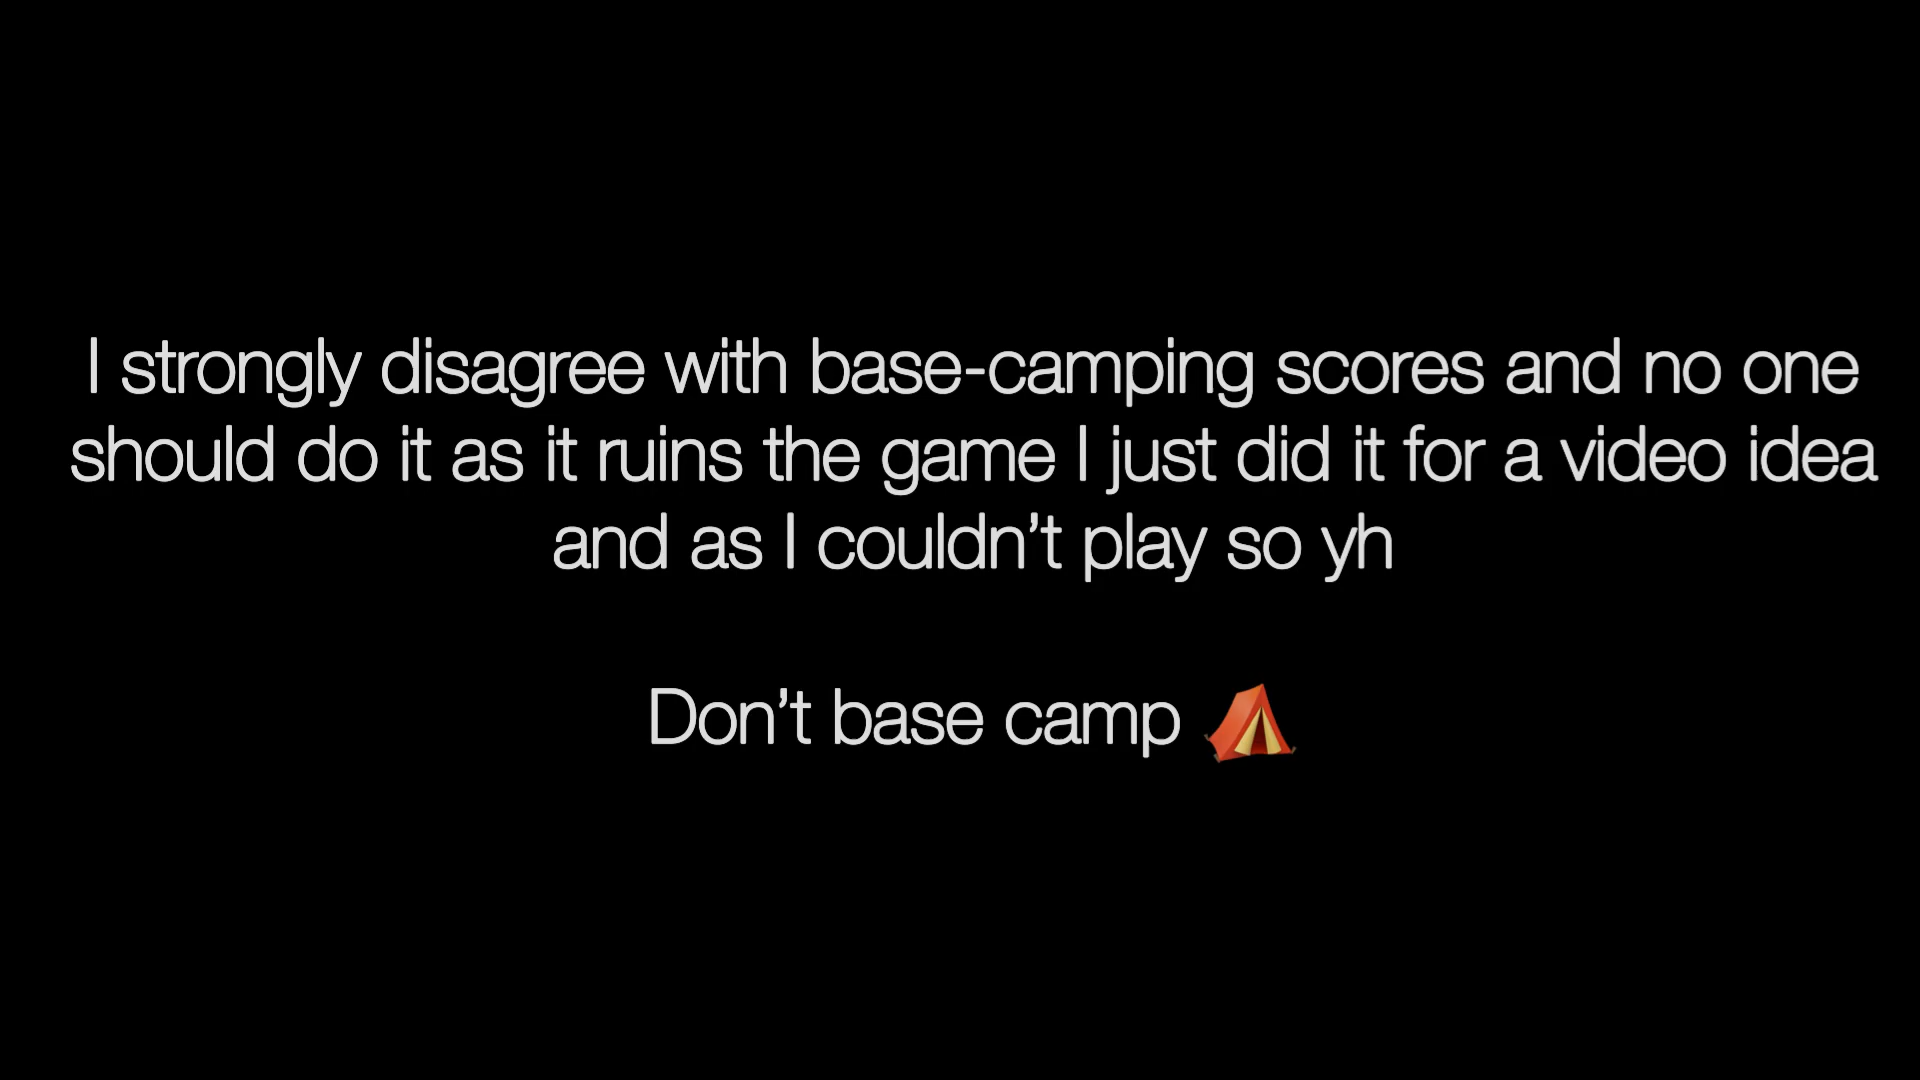 I strongly disagree with base-camping scores and no one
should do it as it ruins the game I just did it for a video idea
and as I couldn’t play so yh
Don’t base camp 🏕